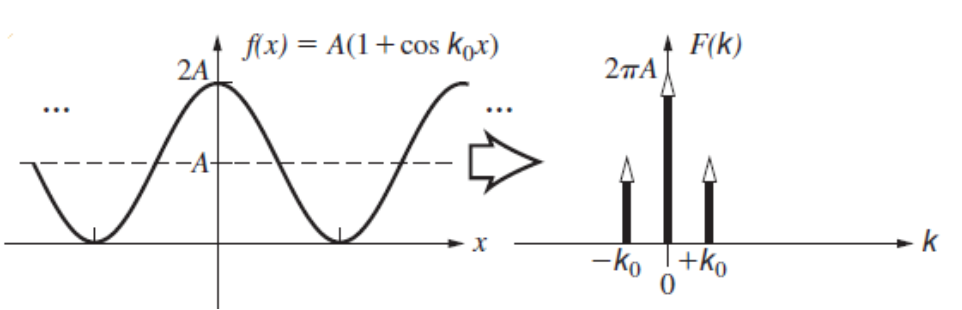 f(x) = A(1 + cos k₀x)
2A
...
...
A
x
F(k)
2πA
−k₀
0
+k₀
k